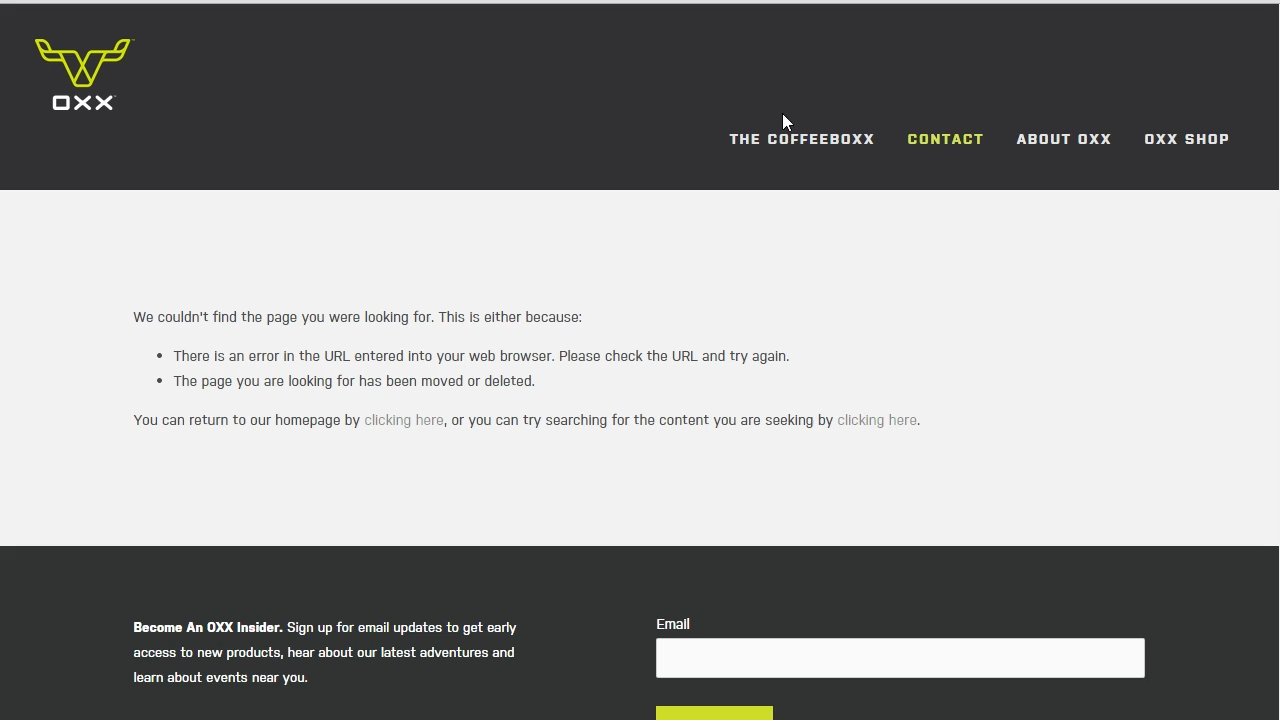 OXX
THE COFFEEBOXX CONTACT ABOUT OXX OXX SHOP
We couldn't find the page you were looking for. This is either because:
• There is an error in the URL entered into your web browser. Please check the URL and try again.
• The page you are looking for has been moved or deleted.
You can return to our homepage by clicking here, or you can try searching for the content you are seeking by clicking here.
Become An OXX Insider. Sign up for email updates to get early
access to new products, hear about our latest adventures and
learn about events near you.
Email